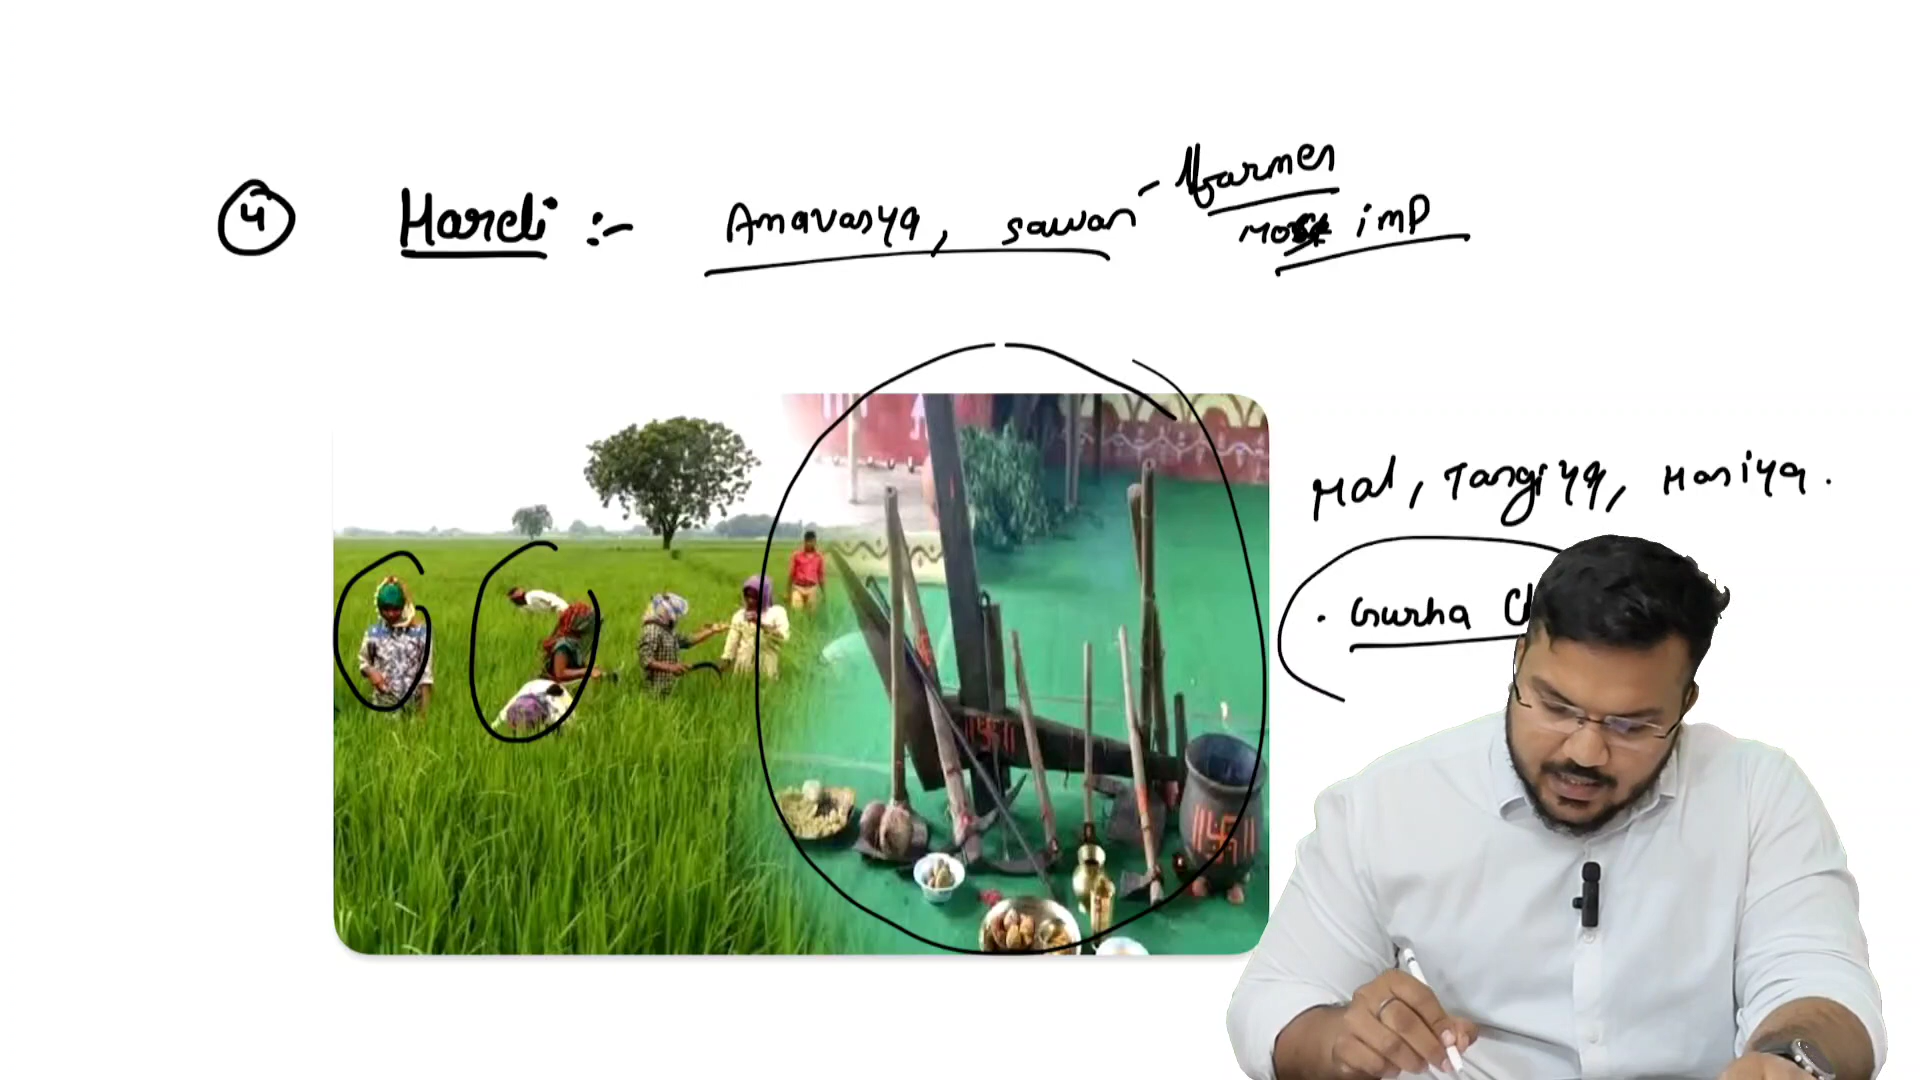 4 Hareli :- Amavasya, sawan - farmer
most imp
Hal, Tangiya, Hasiya.
. Gurha